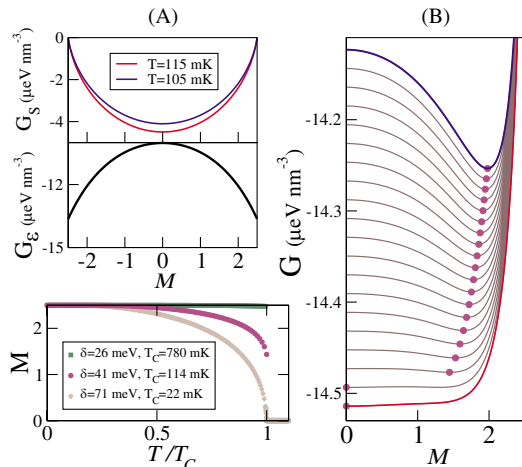 (A)
G_S (μeV nm⁻³)
0
-2
-4
T=115 mK
T=105 mK
G_ε (μeV nm⁻³)
-12
-15
-2 -1 0 1 2
M
M
2
0
δ=26 meV, T_C=780 mK
δ=41 meV, T_C=114 mK
δ=71 meV, T_C=22 mK
0 0.5 1
T/T_C
(B)
G (μeV nm⁻³)
-14.2
-14.3
-14.4
-14.5
0 1 2
M